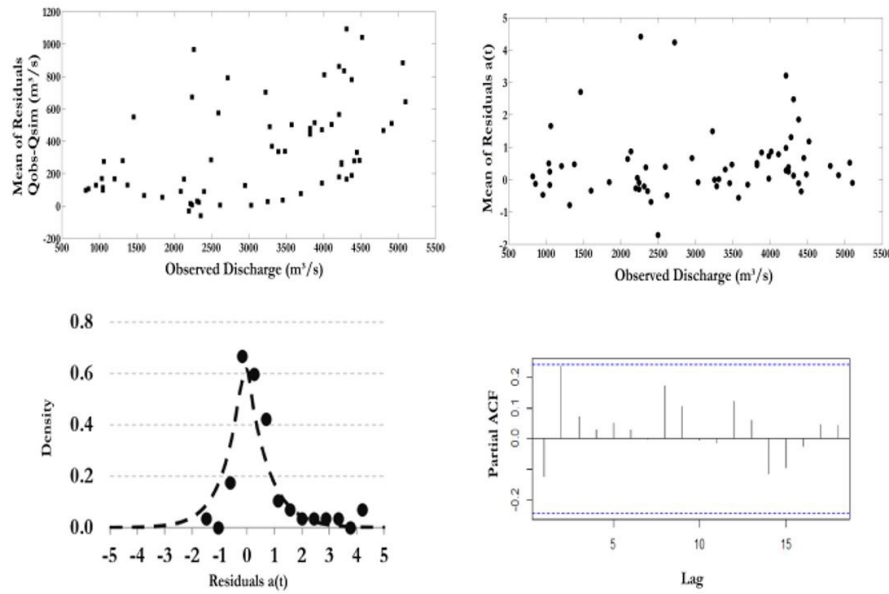 1200
1000
800
600
400
200
0
-200
500 1000 1500 2000 2500 3000 3500 4000 4500 5000 5500
Mean of Residuals
Qobs-Qsim (m³/s)
Observed Discharge (m³/s)
5
4
3
2
1
0
-1
-2
500 1000 1500 2000 2500 3000 3500 4000 4500 5000 5500
Mean of Residuals a(t)
Observed Discharge (m³/s)
0.8
0.6
0.4
0.2
0.0
-5 -4 -3 -2 -1 0 1 2 3 4 5
Density
Residuals a(t)
0.2
0.1
0.0
-0.2
5 15
Partial ACF
Lag